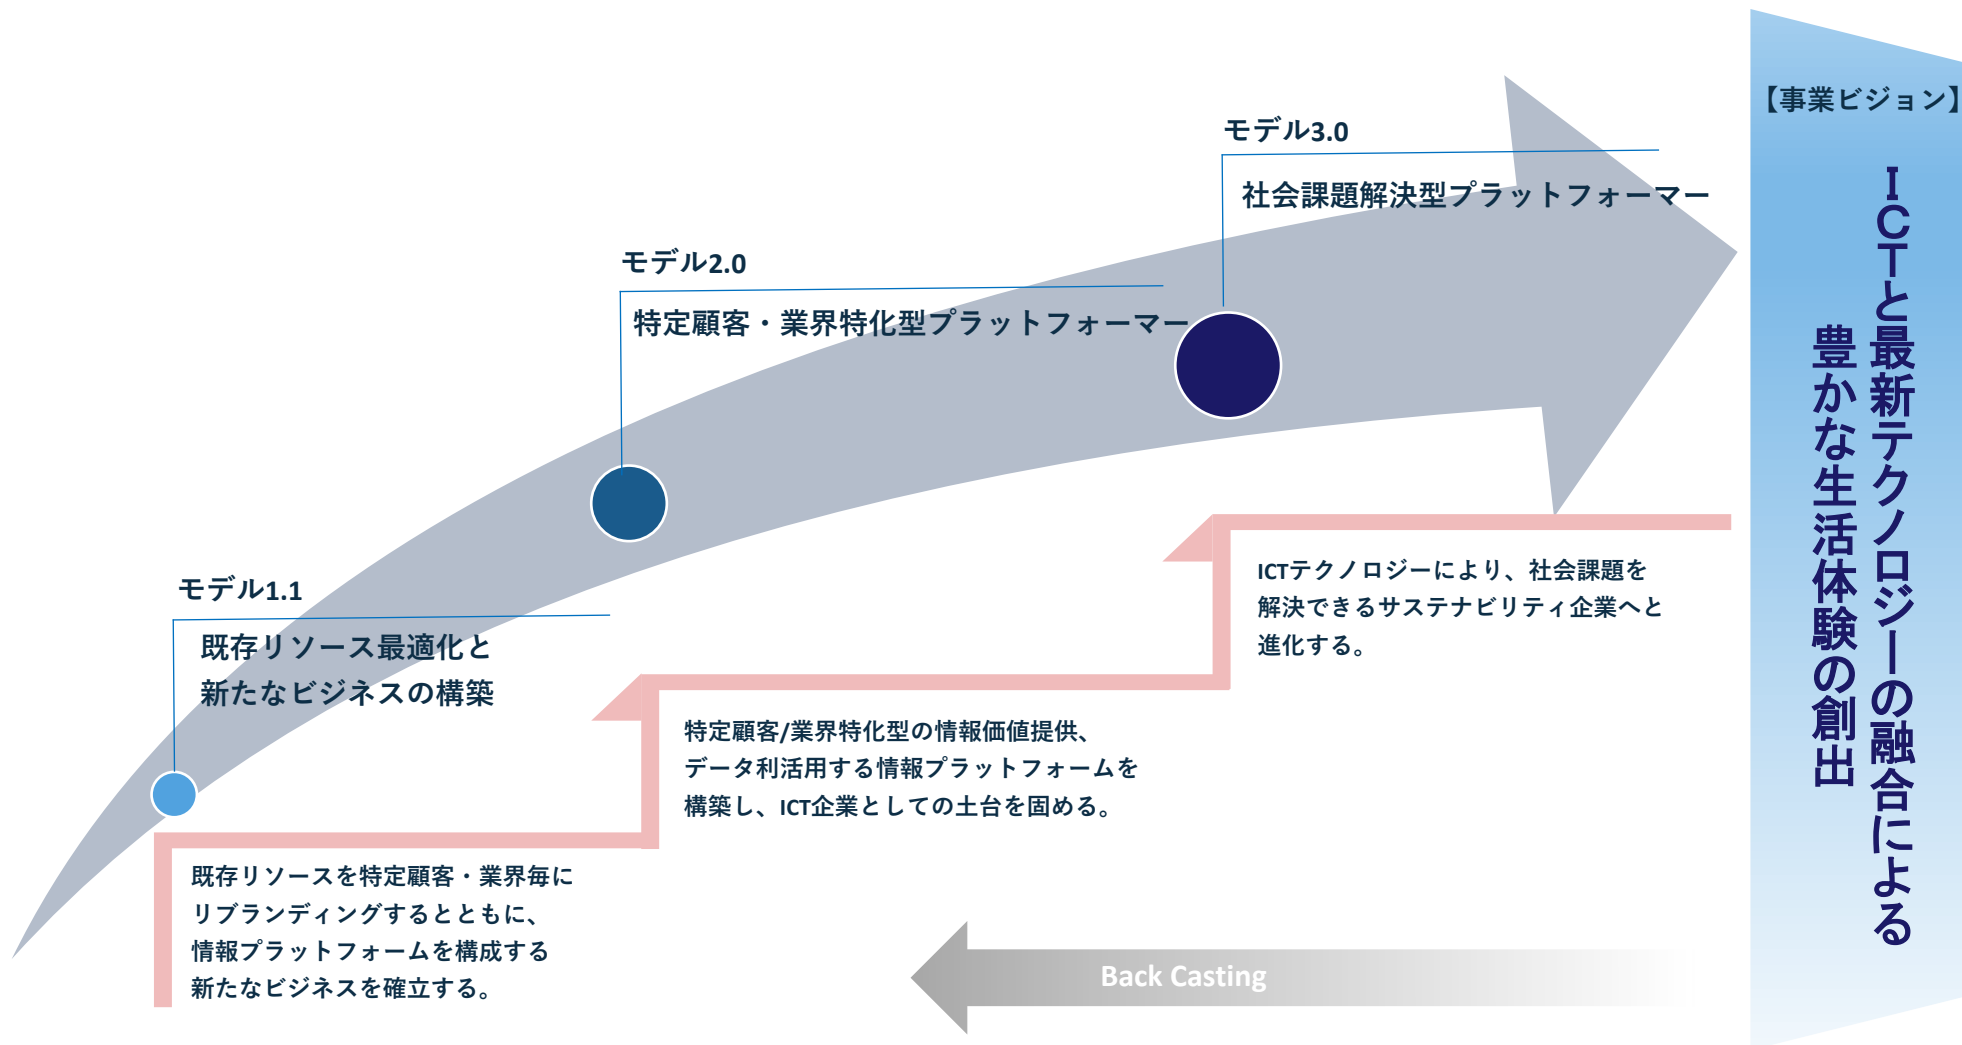 モデル1.1
既存リソース最適化と
新たなビジネスの構築
既存リソースを特定顧客・業界毎に
リブランディングするとともに、
情報プラットフォームを構成する
新たなビジネスを確立する。
モデル2.0
特定顧客・業界特化型プラットフォーマー
特定顧客/業界特化型の情報価値提供、
データ利活用する情報プラットフォームを
構築し、ICT企業としての土台を固める。
モデル3.0
社会課題解決型プラットフォーマー
ICTテクノロジーにより、社会課題を
解決できるサステナビリティ企業へと
進化する。
Back Casting
【事業ビジョン】
ICTと最新テクノロジーの融合による
豊かな生活体験の創出